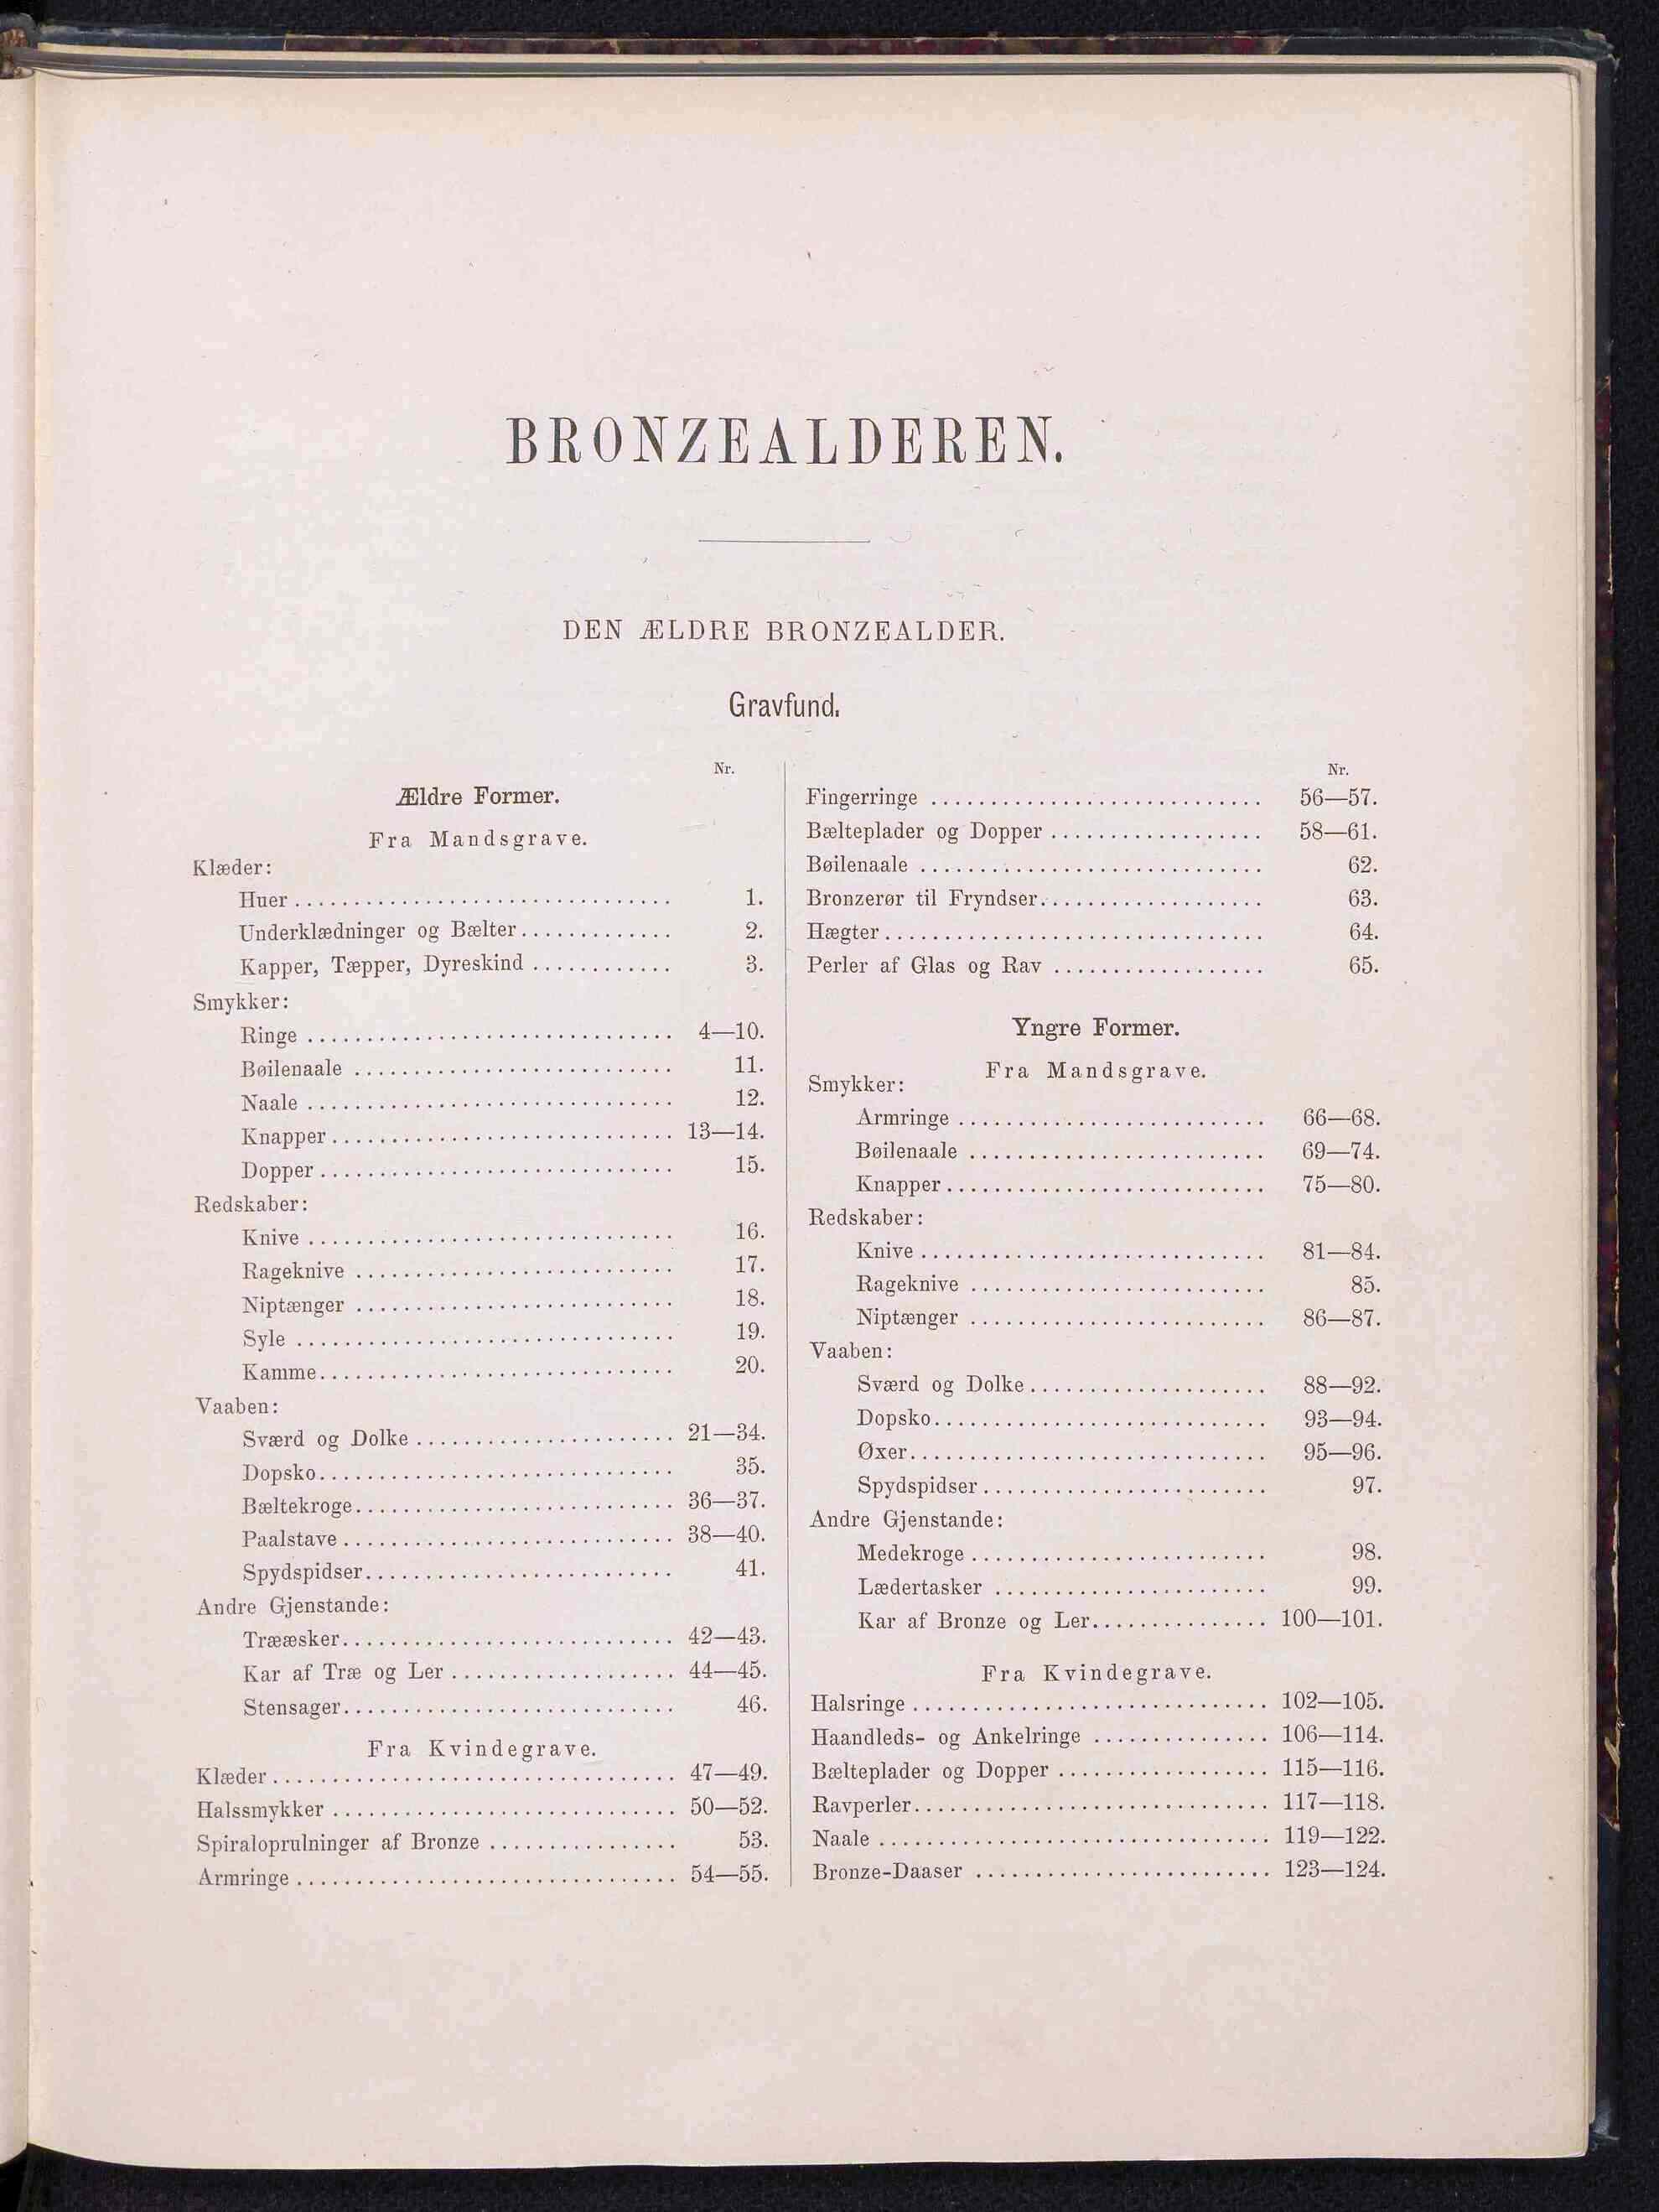 BRONZEALDEREN.
DEN ÆLDRE BRONZEALDER.
Gravfund.
Nr.
Ældre Former.
Fra Mandsgrave.
Klæder:
Huer................................ 1.
Underklædninger og Bælter............. 2.
Kapper, Tæpper, Dyreskind ............ 3.
Smykker:
Ringe ............................... 4—10.
Bøilenaale ........................... 11.
Naale ............................... 12.
Knapper............................. 13—14.
Dopper.............................. 15.
Redskaber:
Knive ............................... 16.
Rageknive ........................... 17.
Niptænger ........................... 18.
Syle ................................ 19.
Kamme.............................. 20.
Vaaben:
Sværd og Dolke...................... 21—34.
Dopsko.............................. 35.
Bæltekroge........................... 36—37.
Paalstave............................ 38—40.
Spydspidser.......................... 41.
Andre Gjenstande:
Trææsker............................ 42—43.
Kar af Træ og Ler................... 44—45.
Stensager............................ 46.
Fra Kvindegrave.
Klæder.................................. 47—49.
Halssmykker ............................. 50—52.
Spiraloprulninger af Bronze ................ 53.
Armringe................................ 54—55.
Nr.
Fingerringe ............................ 56—57.
Bælteplader og Dopper.................. 58—61.
Bøilenaale ............................. 62.
Bronzerør til Fryndser................... 63.
Hægter................................ 64.
Perler af Glas og Rav .................. 65.
Yngre Former.
Fra Mandsgrave.
Smykker:
Armringe .......................... 66—68.
Bøilenaale ......................... 69—74.
Knapper........................... 75—80.
Redskaber:
Knive............................. 81—84.
Rageknive ......................... 85.
Niptænger ......................... 86—87.
Vaaben:
Sværd og Dolke.................... 88—92.
Dopsko............................ 93—94.
Øxer.............................. 95—96.
Spydspidser........................ 97.
Andre Gjenstande:
Medekroge......................... 98.
Lædertasker ....................... 99.
Kar af Bronze og Ler............... 100—101.
Fra Kvindegrave.
Halsringe.............................. 102—105.
Haandleds- og Ankelringe ............... 106—114.
Bælteplader og Dopper .................. 115—116.
Ravperler.............................. 117—118.
Naale ................................. 119—122.
Bronze-Daaser ......................... 123—124.